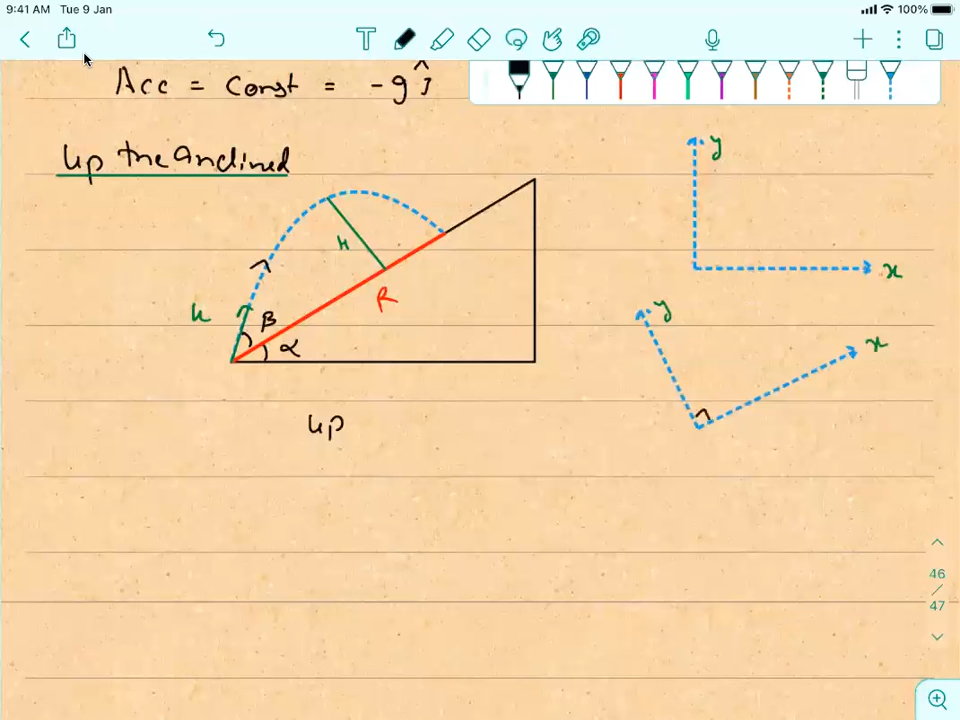 9:41 AM Tue 9 Jan
100%
T
Acc = Const = -g ĵ
Up the inclined
y
x
H
R
u
β
α
y
x
up
46
/
47